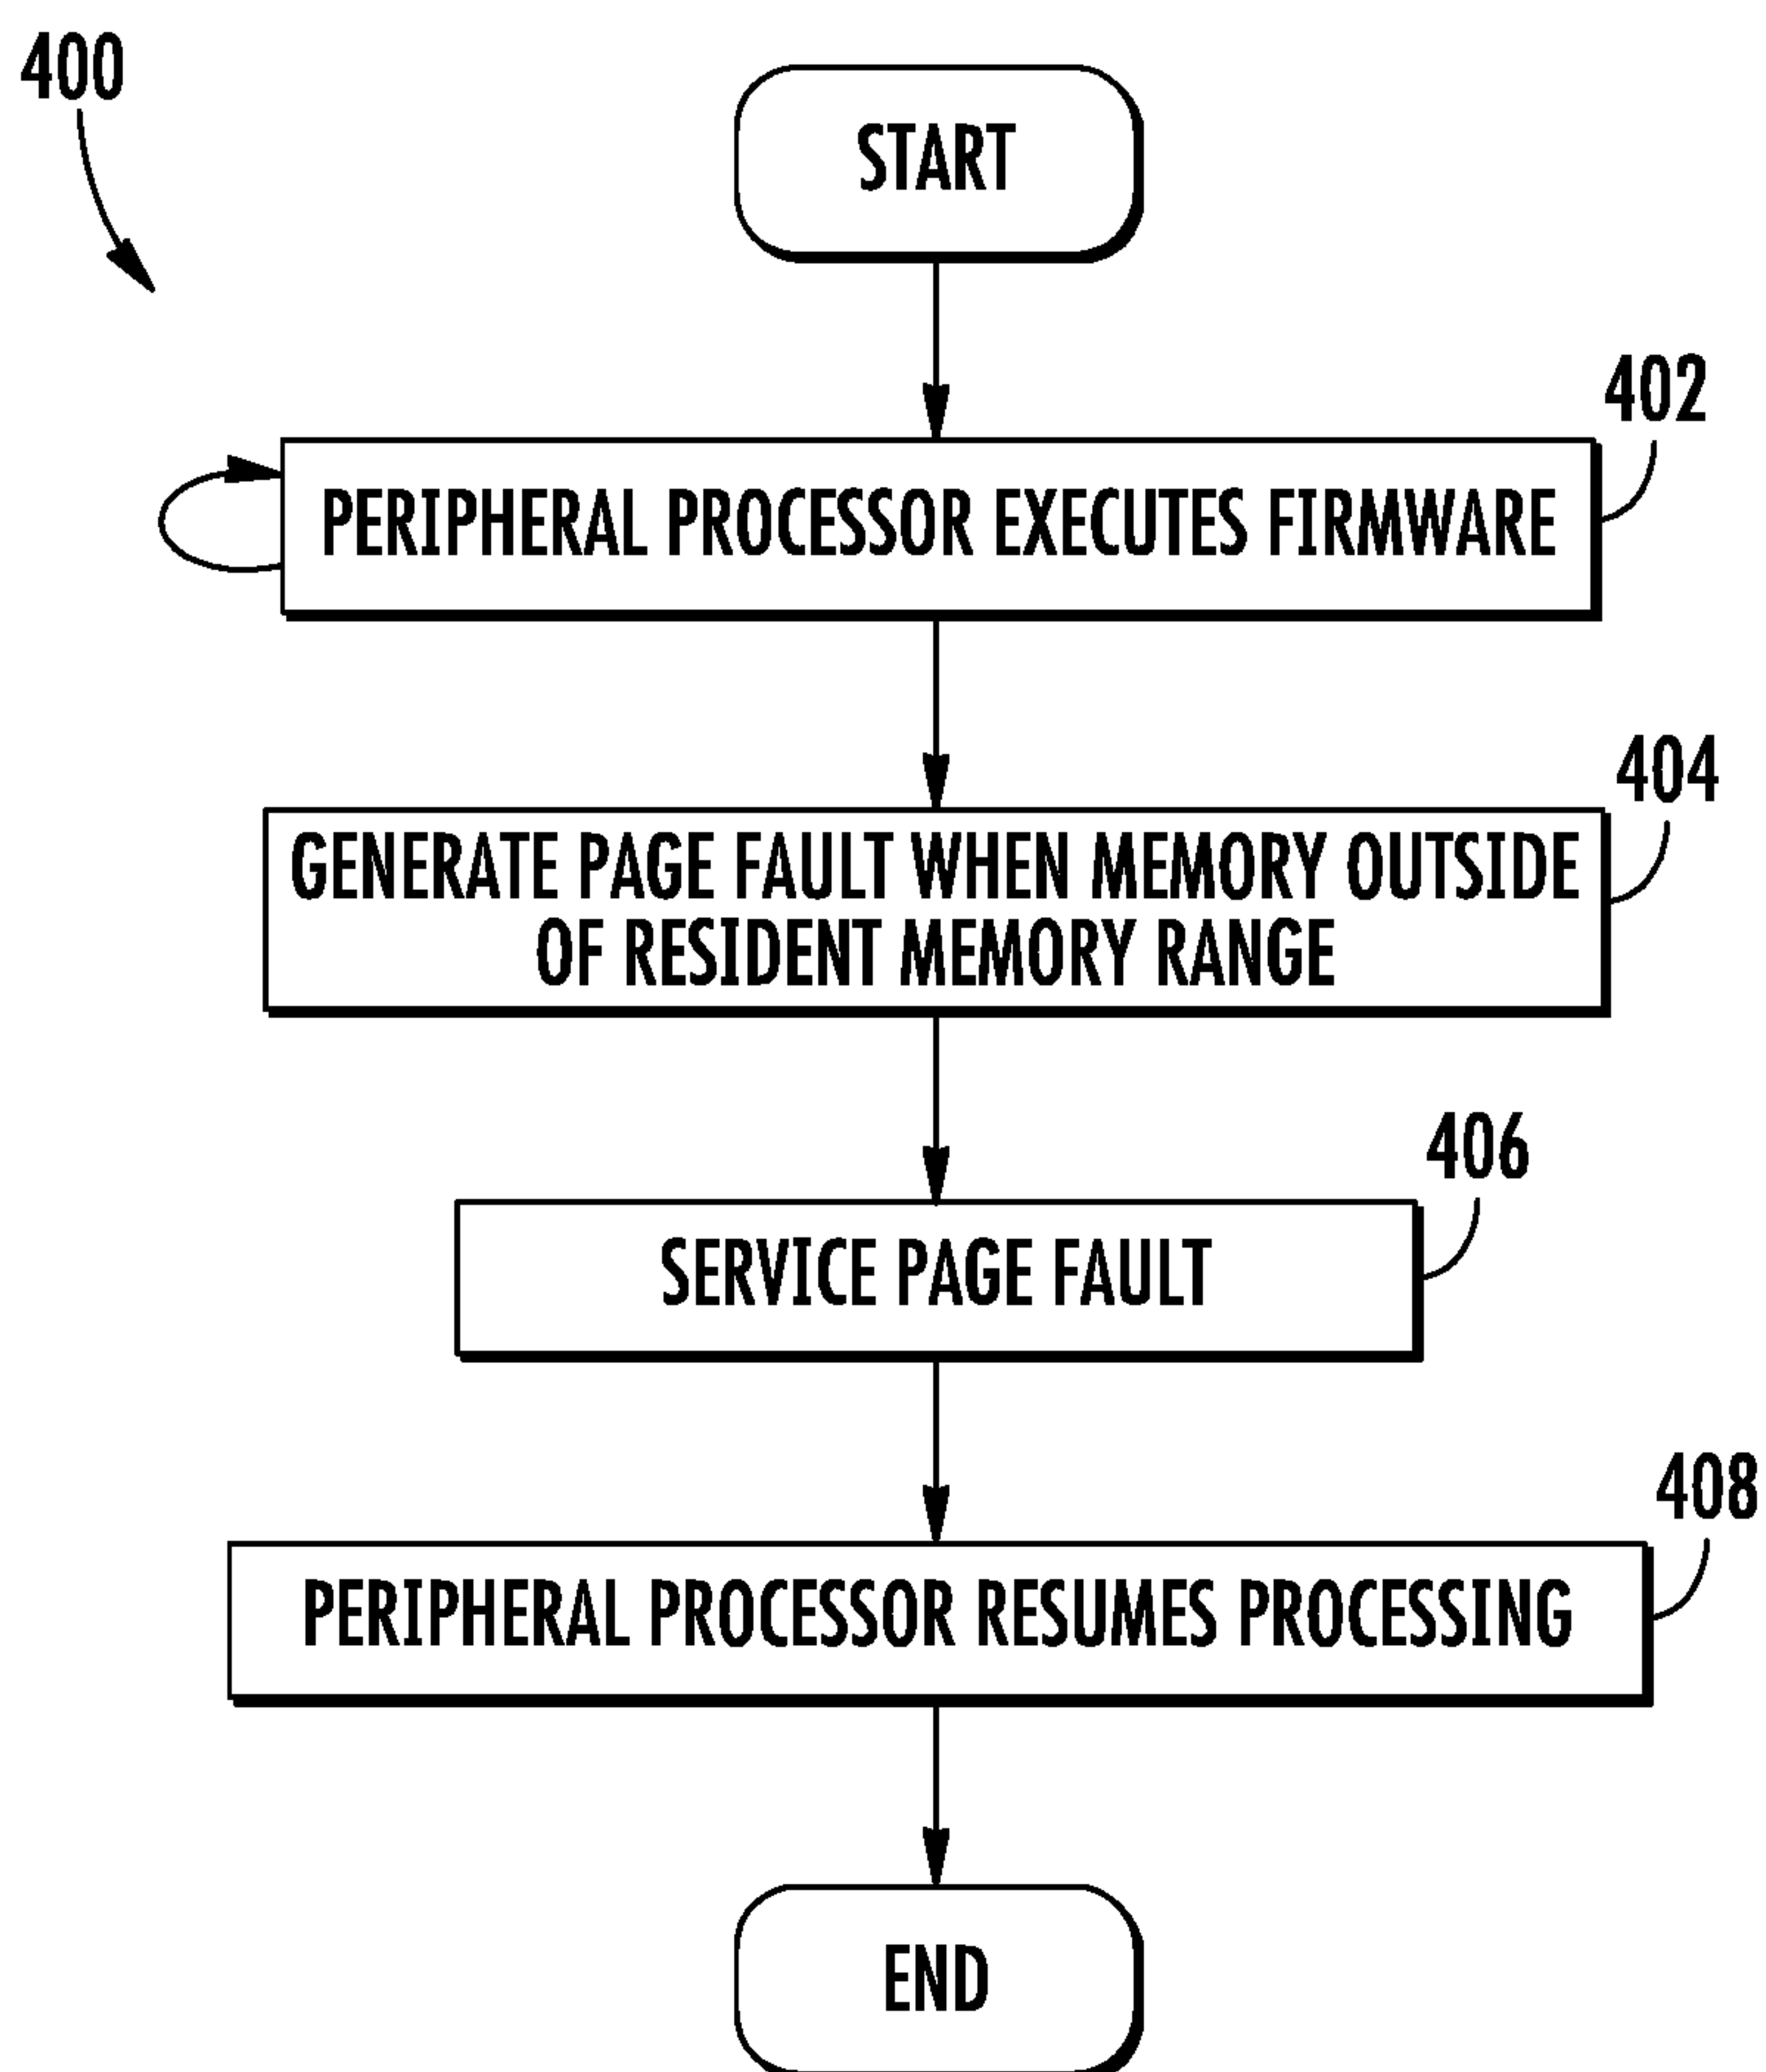 400
START
402
PERIPHERAL PROCESSOR EXECUTES FIRMWARE
404
GENERATE PAGE FAULT WHEN MEMORY OUTSIDE
OF RESIDENT MEMORY RANGE
406
SERVICE PAGE FAULT
408
PERIPHERAL PROCESSOR RESUMES PROCESSING
END